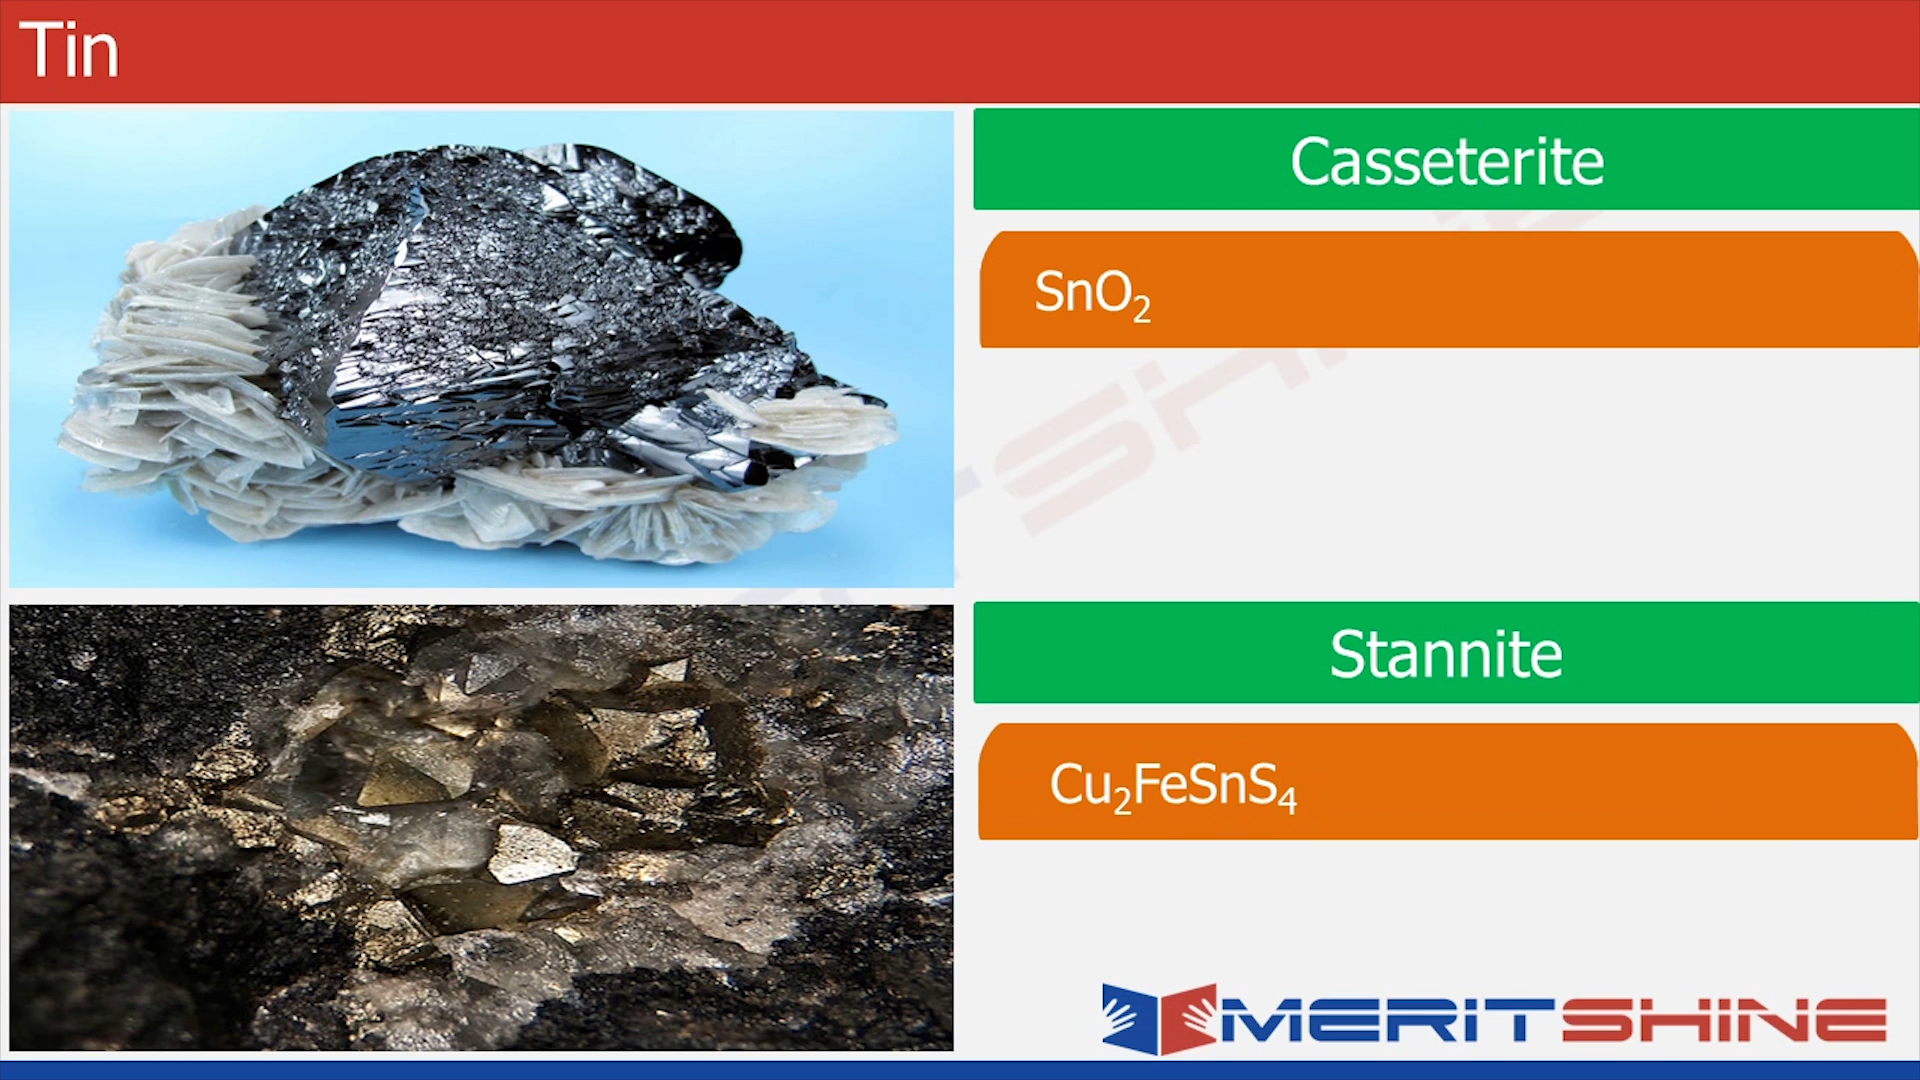 Tin
Casseterite
SnO₂
Stannite
Cu₂FeSnS₄
MERITSHINE